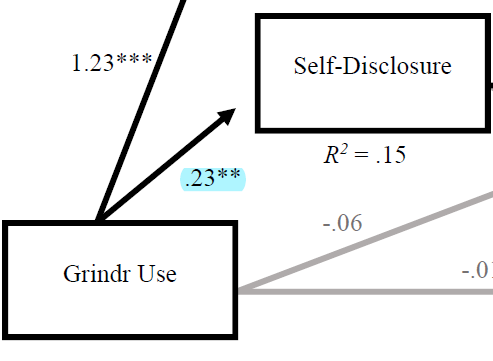 1.23***
Self-Disclosure
R² = .15
.23**
-.06
Grindr Use